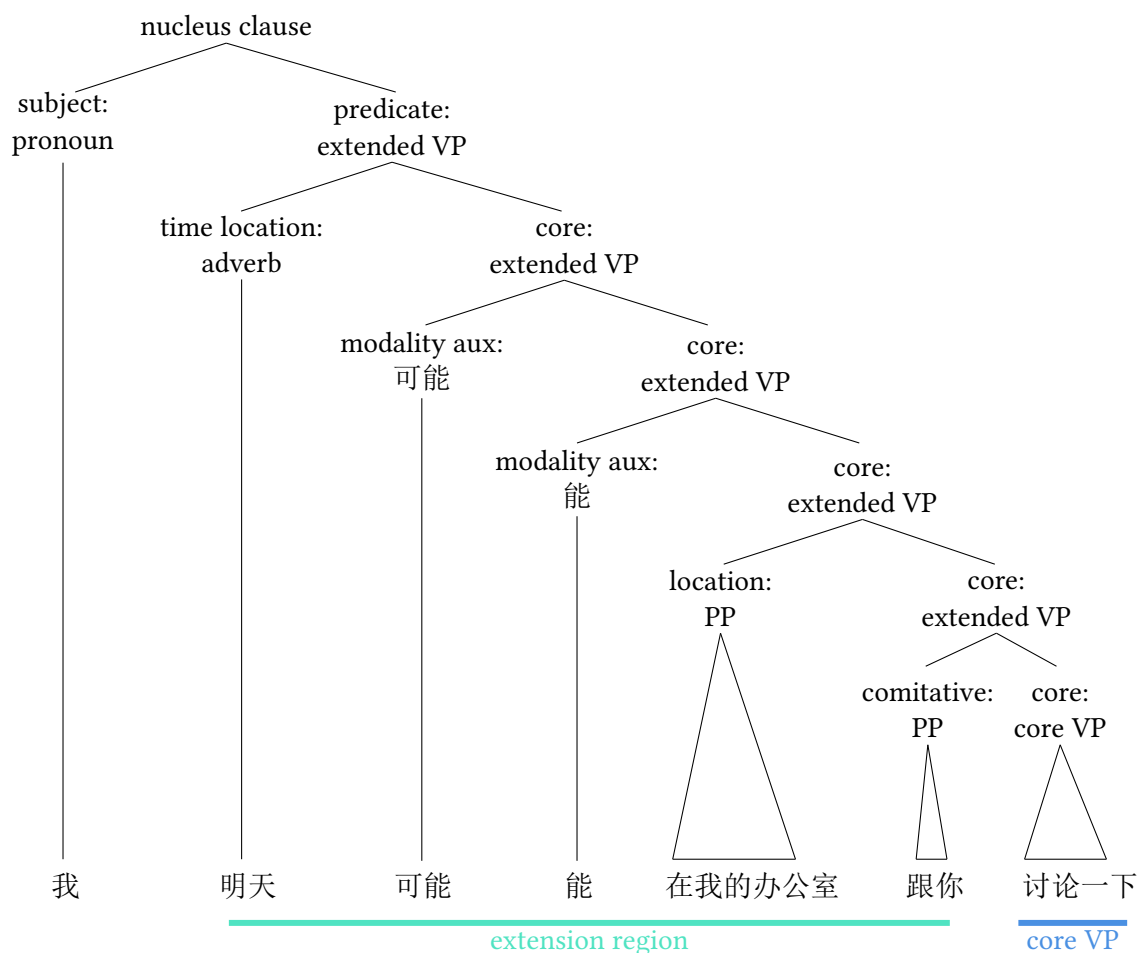 nucleus clause
subject:
pronoun
predicate:
extended VP
time location:
adverb
core:
extended VP
modality aux:
可能
core:
extended VP
modality aux:
能
core:
extended VP
location:
PP
core:
extended VP
comitative:
PP
core:
core VP
我 明天 可能 能 在我的办公室 跟你 讨论一下
extension region core VP